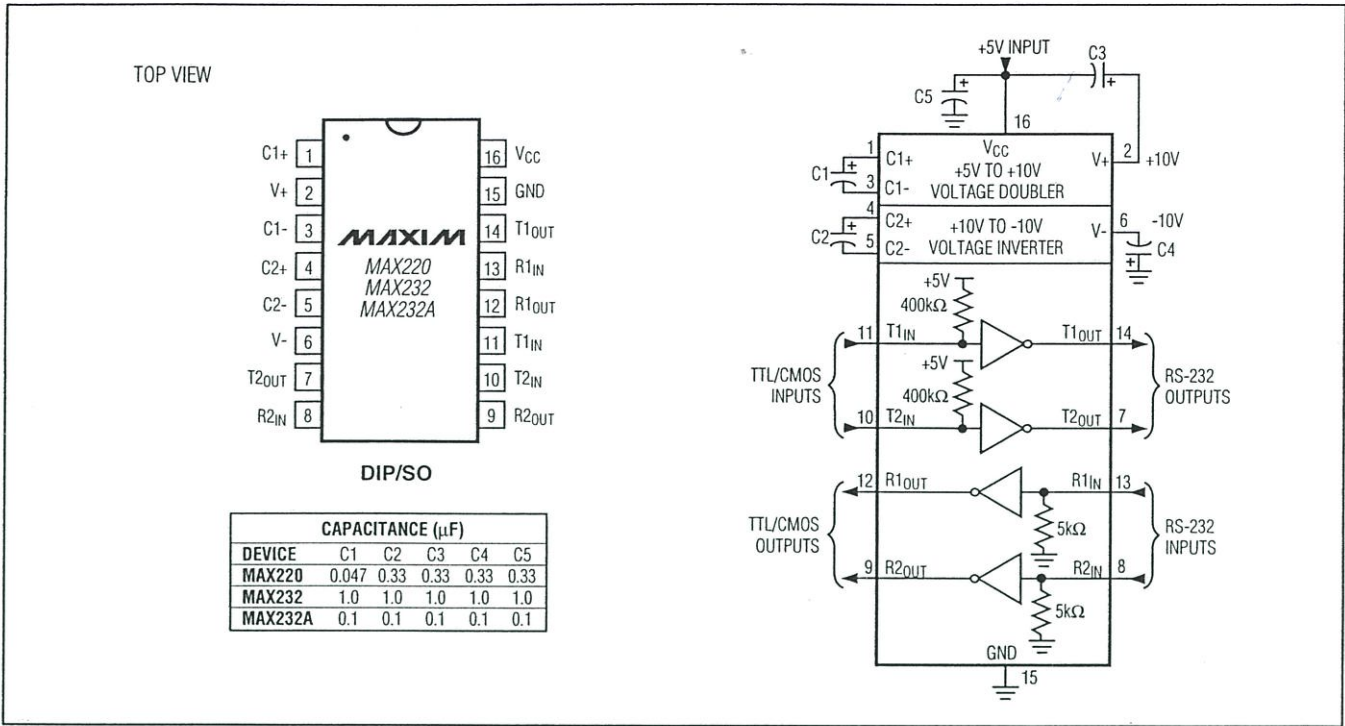 TOP VIEW
C1+ 1
V+ 2
C1- 3
C2+ 4
C2- 5
V- 6
T2OUT 7
R2IN 8
16 VCC
15 GND
14 T1OUT
13 R1IN
12 R1OUT
11 T1IN
10 T2IN
9 R2OUT
MAXIM
MAX220
MAX232
MAX232A
DIP/SO
CAPACITANCE (μF)
DEVICE C1 C2 C3 C4 C5
MAX220 0.047 0.33 0.33 0.33 0.33
MAX232 1.0 1.0 1.0 1.0 1.0
MAX232A 0.1 0.1 0.1 0.1 0.1
+5V INPUT
C3
+
+
C5
16
VCC
+5V TO +10V
VOLTAGE DOUBLER
1
C1+
+
C1
3
C1-
V+
2
+10V
4
C2+
+
C2
5
C2-
+10V TO -10V
VOLTAGE INVERTER
V-
6
-10V
C4
+
+5V
400kΩ
11 T1IN
T1OUT 14
+5V
400kΩ
10 T2IN
T2OUT 7
TTL/CMOS
INPUTS
RS-232
OUTPUTS
12 R1OUT
R1IN 13
5kΩ
9 R2OUT
R2IN 8
5kΩ
TTL/CMOS
OUTPUTS
RS-232
INPUTS
GND
15